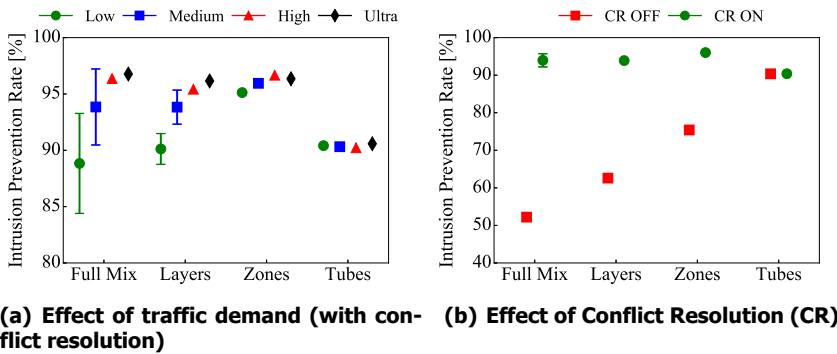 Low Medium High Ultra
Intrusion Prevention Rate [%]
100
95
90
85
80
Full Mix Layers Zones Tubes
(a) Effect of traffic demand (with con-
flict resolution)
CR OFF CR ON
Intrusion Prevention Rate [%]
100
90
80
70
60
50
40
Full Mix Layers Zones Tubes
(b) Effect of Conflict Resolution (CR)